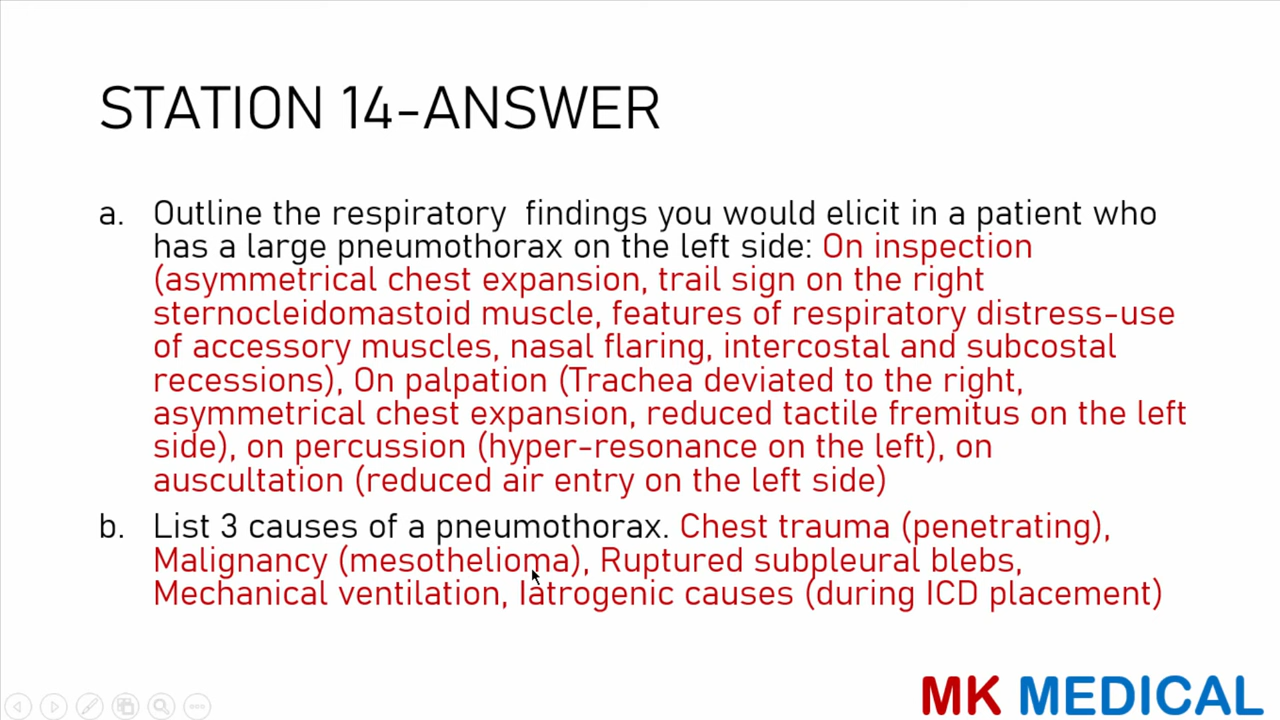 STATION 14-ANSWER
a. Outline the respiratory findings you would elicit in a patient who
has a large pneumothorax on the left side: On inspection
(asymmetrical chest expansion, trail sign on the right
sternocleidomastoid muscle, features of respiratory distress-use
of accessory muscles, nasal flaring, intercostal and subcostal
recessions), On palpation (Trachea deviated to the right,
asymmetrical chest expansion, reduced tactile fremitus on the left
side), on percussion (hyper-resonance on the left), on
auscultation (reduced air entry on the left side)
b. List 3 causes of a pneumothorax. Chest trauma (penetrating),
Malignancy (mesothelioma), Ruptured subpleural blebs,
Mechanical ventilation, Iatrogenic causes (during ICD placement)
MK MEDICAL